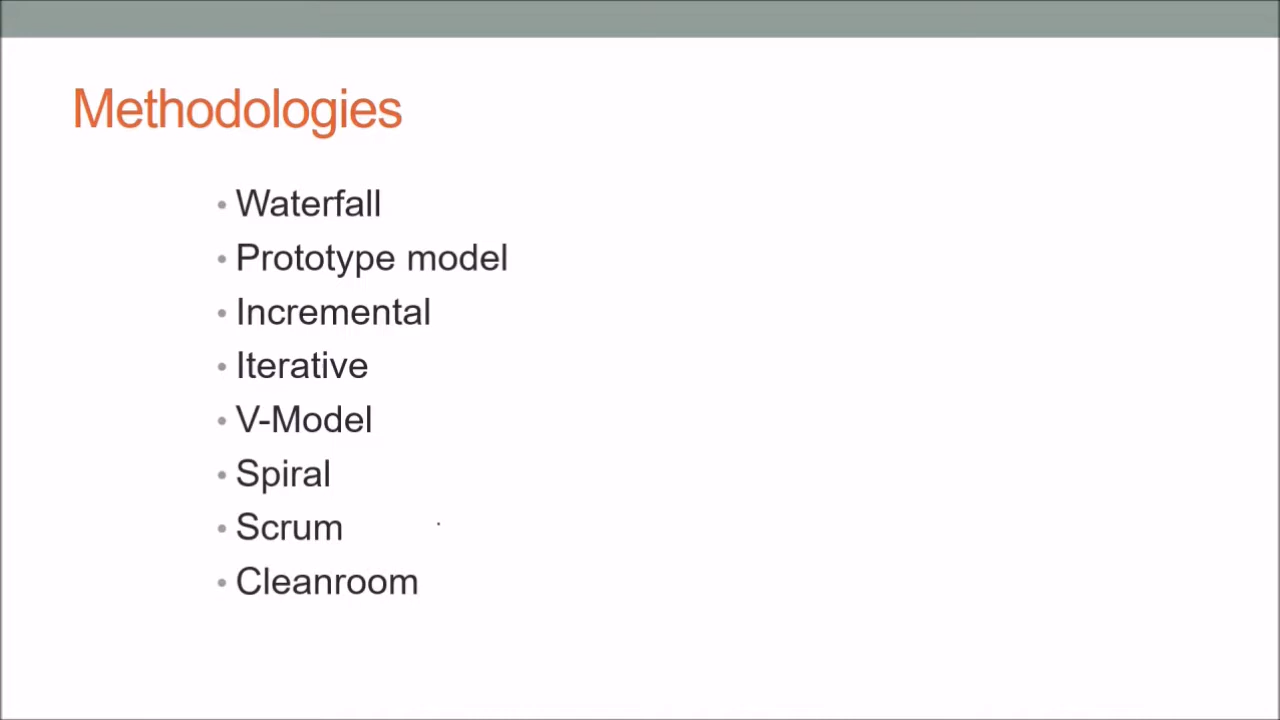 Methodologies
• Waterfall
• Prototype model
• Incremental
• Iterative
• V-Model
• Spiral
• Scrum
• Cleanroom